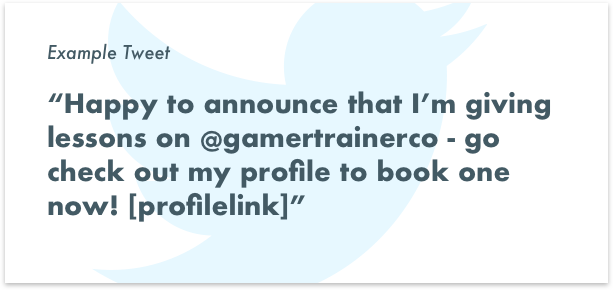 Example Tweet
“Happy to announce that I’m giving
lessons on @gamertrainerco - go
check out my profile to book one
now! [profilelink]”